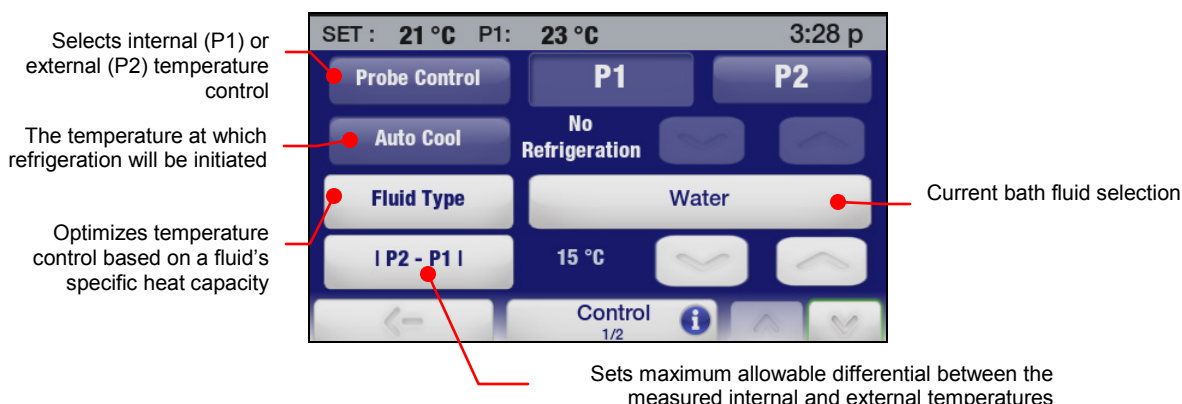 SET : 21 °C P1: 23 °C 3:28 p
Selects internal (P1) or
external (P2) temperature
control
Probe Control P1 P2
The temperature at which
refrigeration will be initiated
Auto Cool
No
Refrigeration
Fluid Type Water
Current bath fluid selection
Optimizes temperature
control based on a fluid's
specific heat capacity
| P2 - P1 | 15 °C
Control
1/2
i
Sets maximum allowable differential between the
measured internal and external temperatures